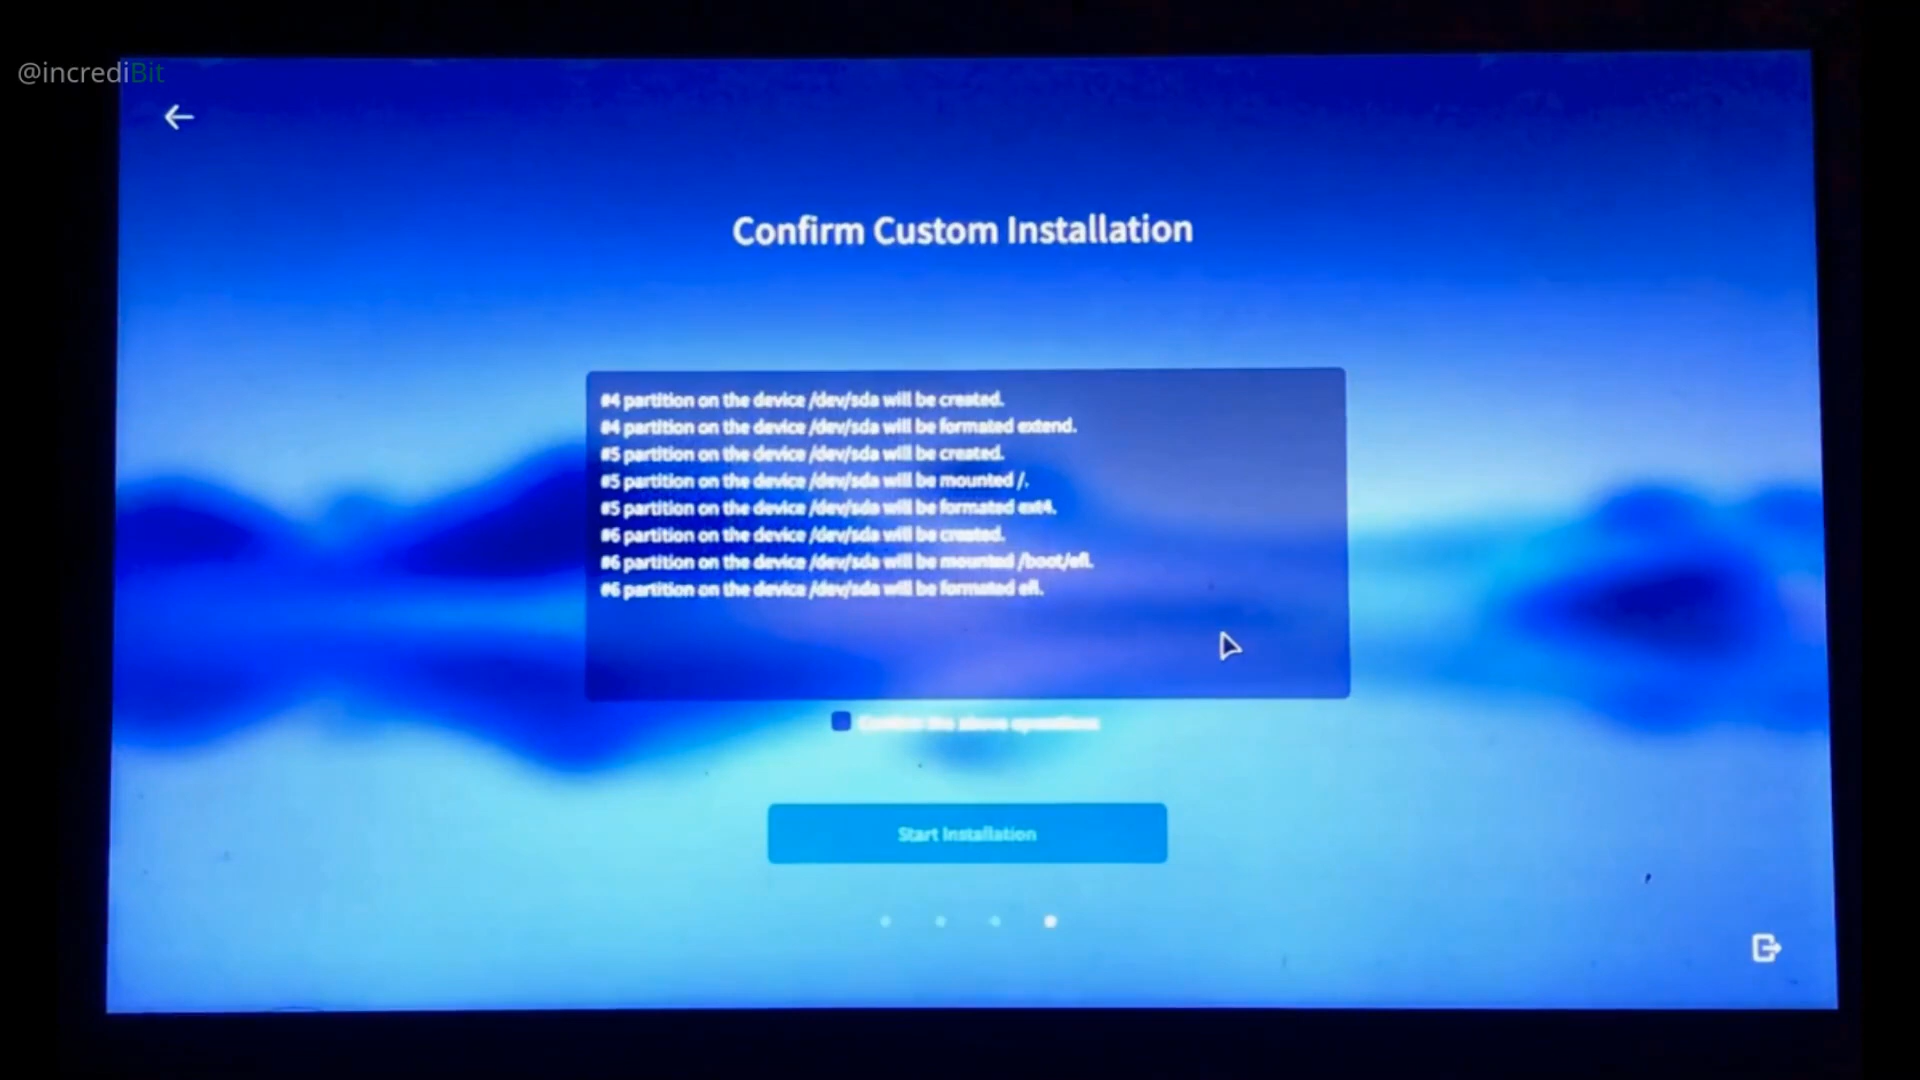 @incrediBit
Confirm Custom Installation
#4 partition on the device /dev/sda will be created.
#4 partition on the device /dev/sda will be formated extend.
#5 partition on the device /dev/sda will be created.
#5 partition on the device /dev/sda will be mounted /.
#5 partition on the device /dev/sda will be formated ext4.
#6 partition on the device /dev/sda will be created.
#6 partition on the device /dev/sda will be mounted /boot/efi.
#6 partition on the device /dev/sda will be formated efi.
Confirm the above operations
Start Installation